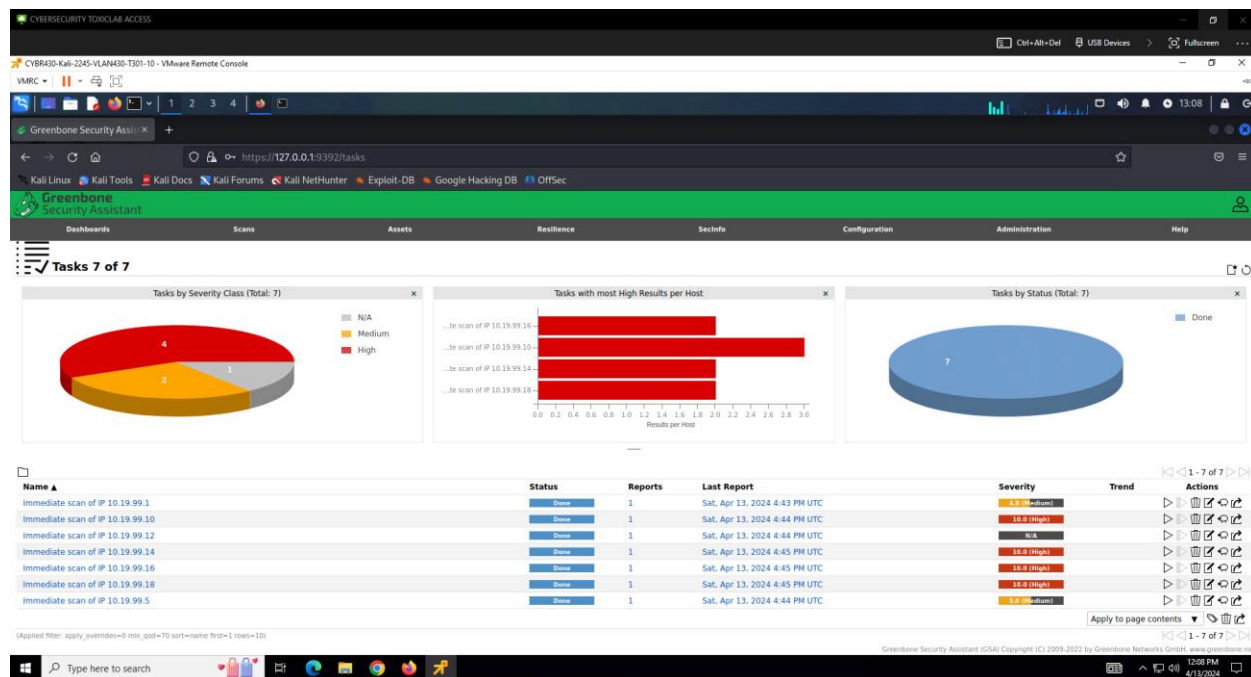 CYBERSECURITY TOXICLAB ACCESS
Ctrl+Alt+Del USB Devices Fullscreen
CYBR430-Kali-2245-VLAN430-T301-10 - VMware Remote Console
VMRC
1 2 3 4 13:08
Greenbone Security Assis
https://127.0.0.1:9392/tasks
Kali Linux Kali Tools Kali Docs Kali Forums Kali NetHunter Exploit-DB Google Hacking DB OffSec
Greenbone
Security Assistant
Dashboards Scans Assets Resilience SecInfo Configuration Administration Help
Tasks 7 of 7
Tasks by Severity Class (Total: 7)
N/A
Medium
High
4
2
1
Tasks with most High Results per Host
...te scan of IP 10.19.99.16
...te scan of IP 10.19.99.10
...te scan of IP 10.19.99.14
...te scan of IP 10.19.99.18
0.0 0.2 0.4 0.6 0.8 1.0 1.2 1.4 1.6 1.8 2.0 2.2 2.4 2.6 2.8 3.0
Results per Host
Tasks by Status (Total: 7)
Done
7
1 - 7 of 7
Name ▲ Status Reports Last Report Severity Trend Actions
Immediate scan of IP 10.19.99.1 Done 1 Sat, Apr 13, 2024 4:43 PM UTC (Medium)
Immediate scan of IP 10.19.99.10 Done 1 Sat, Apr 13, 2024 4:44 PM UTC 10.0 (High)
Immediate scan of IP 10.19.99.12 Done 1 Sat, Apr 13, 2024 4:44 PM UTC N/A
Immediate scan of IP 10.19.99.14 Done 1 Sat, Apr 13, 2024 4:45 PM UTC 10.0 (High)
Immediate scan of IP 10.19.99.16 Done 1 Sat, Apr 13, 2024 4:45 PM UTC 10.0 (High)
Immediate scan of IP 10.19.99.18 Done 1 Sat, Apr 13, 2024 4:45 PM UTC 10.0 (High)
Immediate scan of IP 10.19.99.5 Done 1 Sat, Apr 13, 2024 4:44 PM UTC 5.0 (Medium)
Apply to page contents
(Applied filter: apply_overrides=0 min_qod=70 sort=name first=1 rows=10)
1 - 7 of 7
Greenbone Security Assistant (GSA) Copyright (C) 2009-2022 by Greenbone Networks GmbH, www.greenbone.ne
Type here to search
12:08 PM
4/13/2024